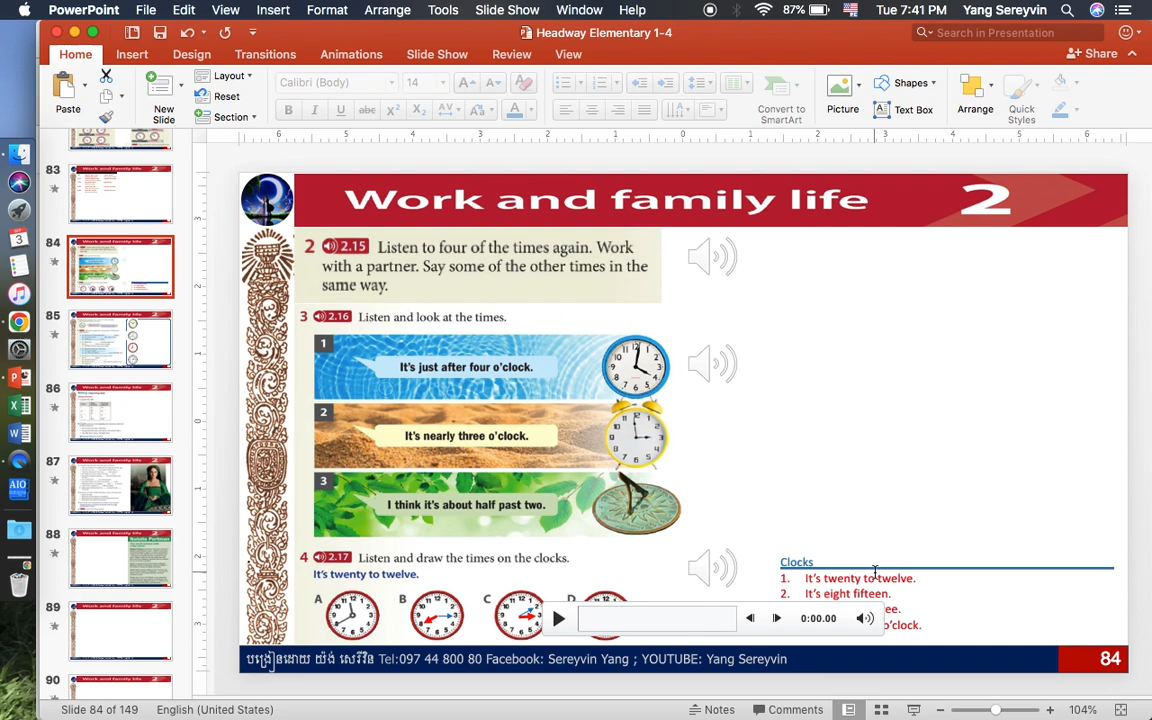 PowerPoint File Edit View Insert Format Arrange Tools Slide Show Window Help 87% Tue 7:41 PM Yang Sereyvin
Headway Elementary 1-4
Search in Presentation
Home Insert Design Transitions Animations Slide Show Review View
Share
Paste
New Slide
Layout
Reset
Section
Calibri (Body) 14
Convert to SmartArt
Picture
Shapes
Text Box
Arrange
Quick Styles
83
84
85
86
87
88
89
90
Work and family life 2
2 2.15 Listen to four of the times again. Work
with a partner. Say some of the other times in the
same way.
3 2.16 Listen and look at the times.
1
It's just after four o'clock.
2
It's nearly three o'clock.
3
I think it's about half past two.
4 2.17 Listen and draw the times on the clocks.
It's twenty to twelve.
A B C D
Clocks
1. It's twenty to twelve.
2. It's eight fifteen.
ee.
o'clock.
0:00.00
បង្រៀនដោយ យ៉ង់ សេរីវិន Tel:097 44 800 80 Facebook: Sereyvin Yang ; YOUTUBE: Yang Sereyvin
84
Slide 84 of 149 English (United States)
Notes Comments 104%